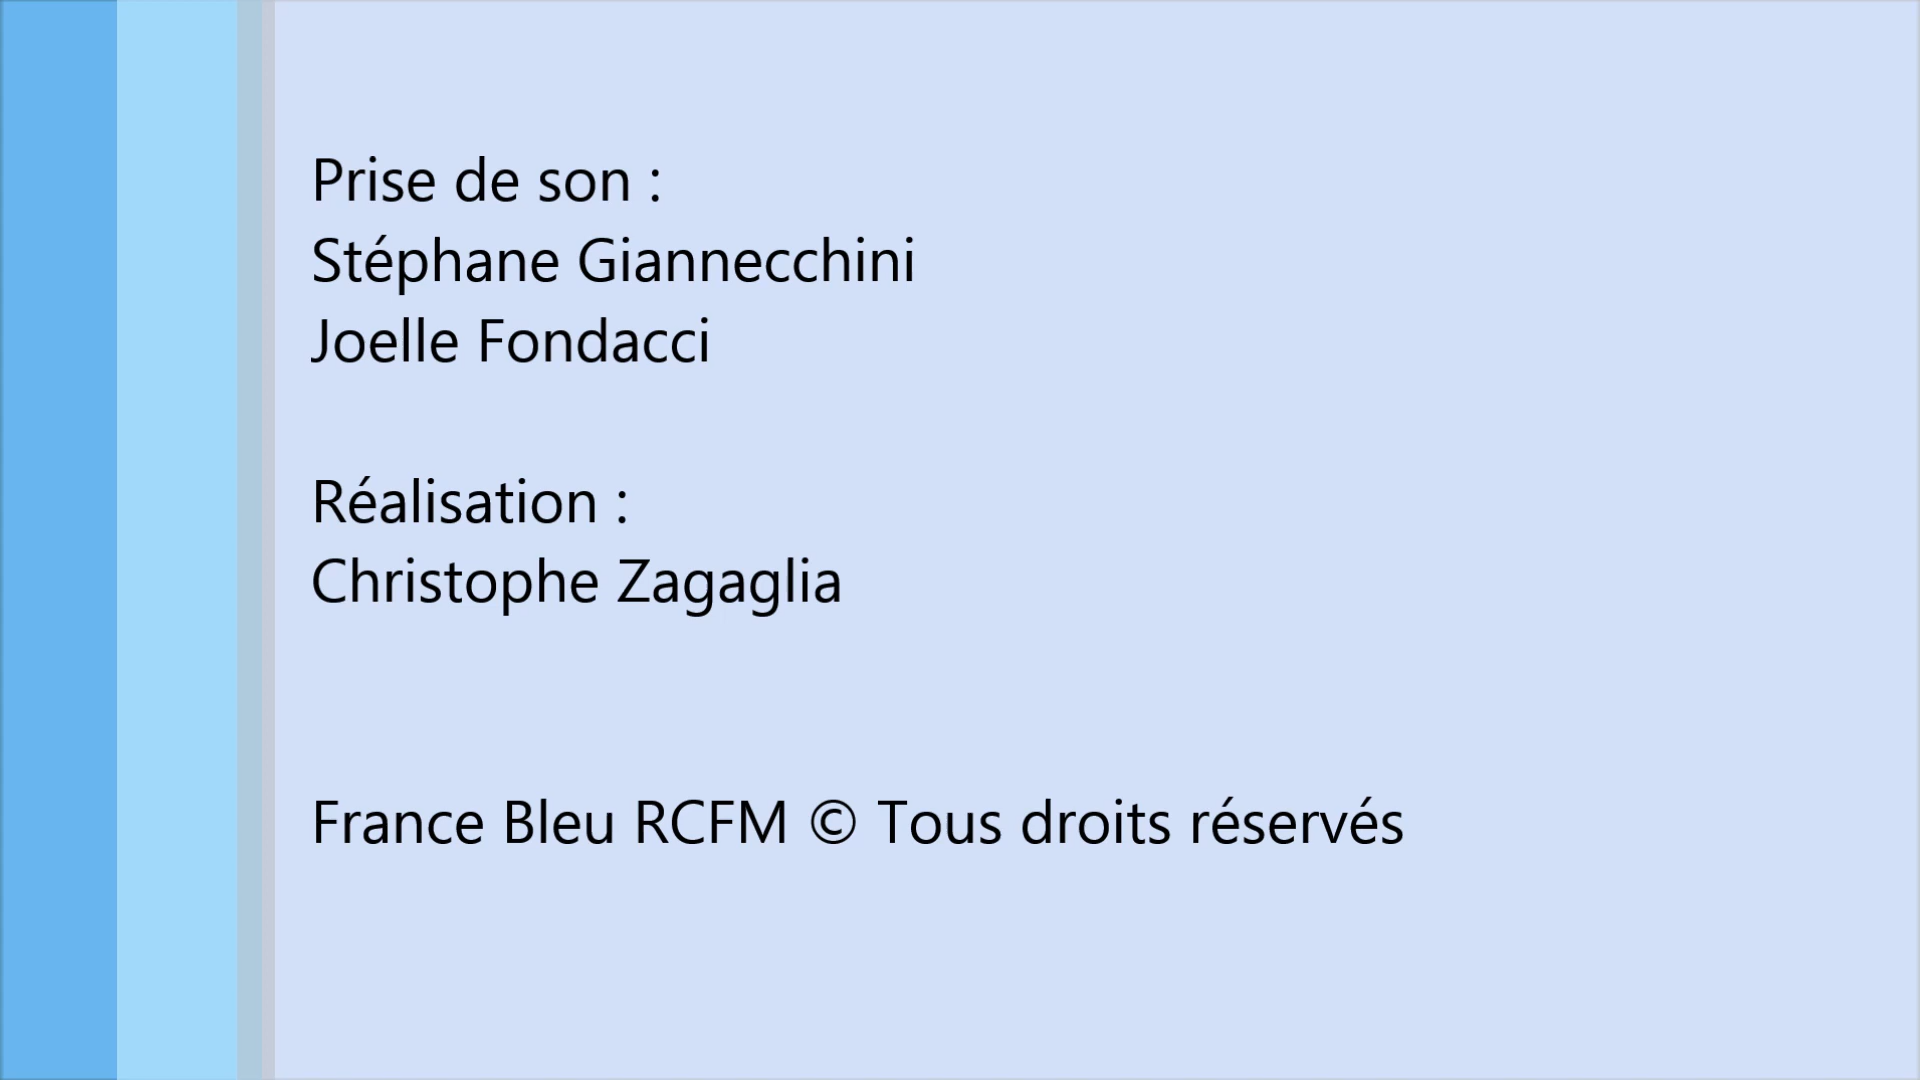 Prise de son :
Stéphane Giannecchini
Joelle Fondacci
Réalisation :
Christophe Zagaglia
France Bleu RCFM © Tous droits réservés